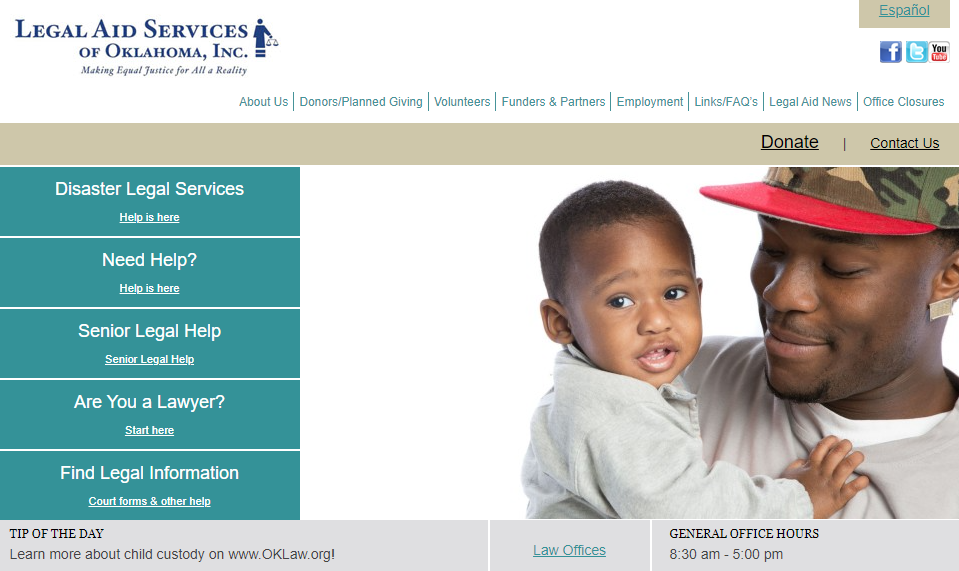 Español
LEGAL AID SERVICES
OF OKLAHOMA, INC.
Making Equal Justice for All a Reality
f t You Tube
About Us | Donors/Planned Giving | Volunteers | Funders & Partners | Employment | Links/FAQ's | Legal Aid News | Office Closures
Donate | Contact Us
Disaster Legal Services
Help is here
Need Help?
Help is here
Senior Legal Help
Senior Legal Help
Are You a Lawyer?
Start here
Find Legal Information
Court forms & other help
TIP OF THE DAY
Learn more about child custody on www.OKLaw.org!
Law Offices
GENERAL OFFICE HOURS
8:30 am - 5:00 pm